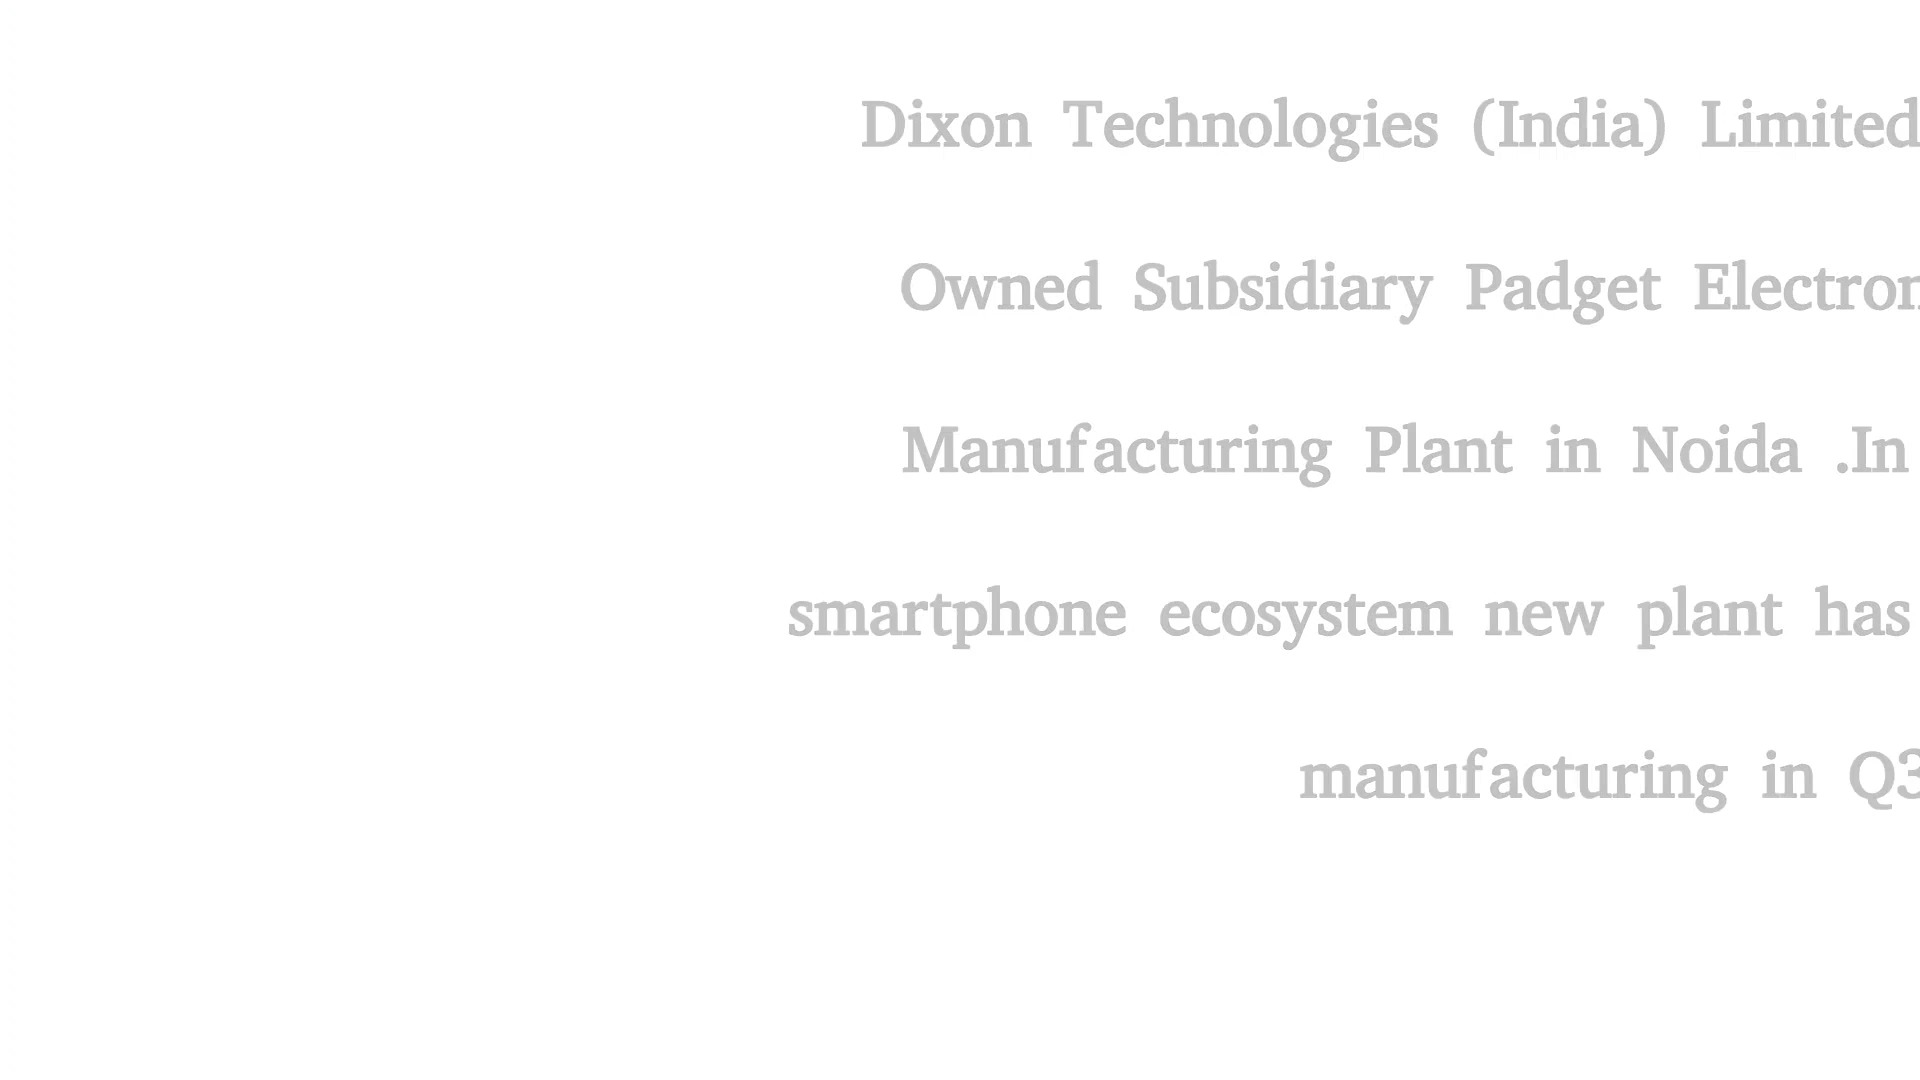 Dixon Technologies (India) Limited
Owned Subsidiary Padget Electron
Manufacturing Plant in Noida .In
smartphone ecosystem new plant has
manufacturing in Q3